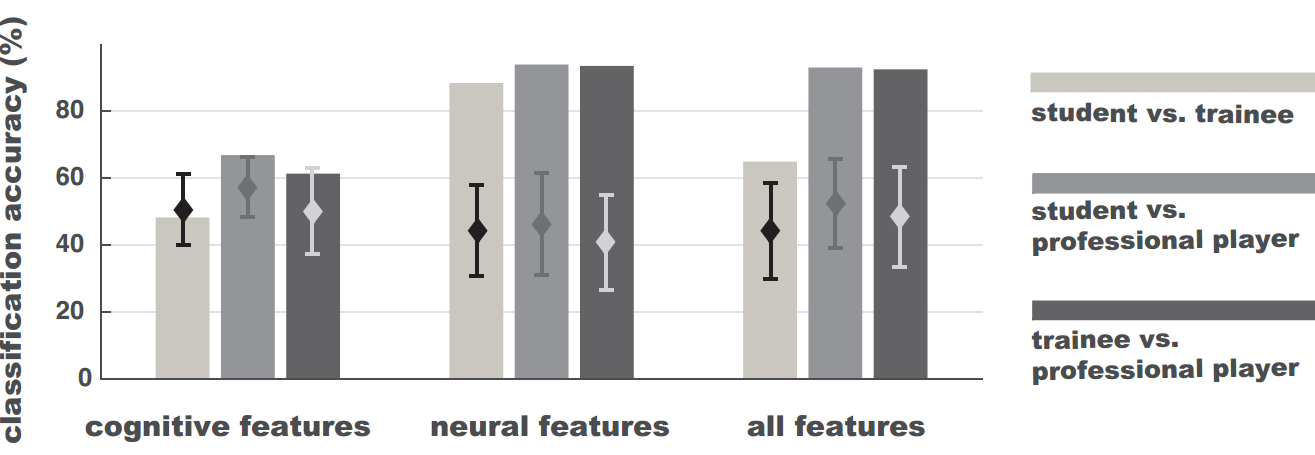 classification accuracy (%)
80
60
40
20
0
cognitive features
neural features
all features
student vs. trainee
student vs.
professional player
trainee vs.
professional player